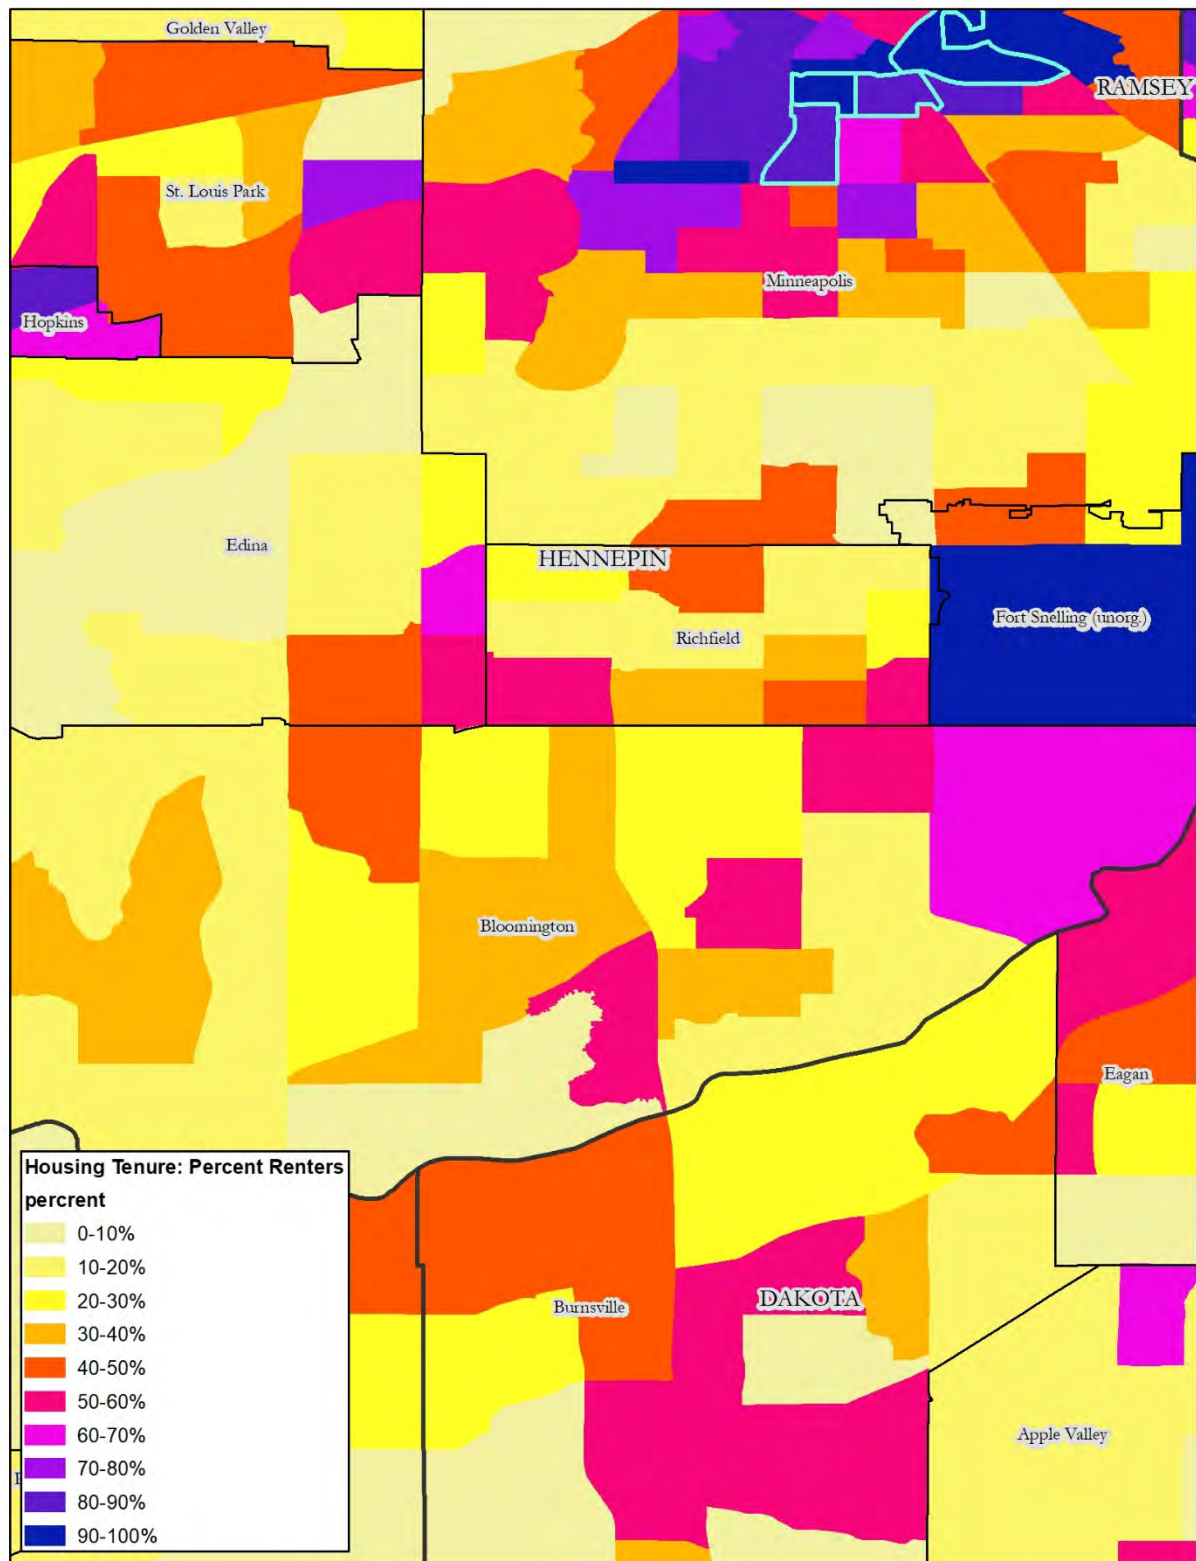 Golden Valley
RAMSEY
St. Louis Park
Minneapolis
Hopkins
Edina
HENNEPIN
Fort Snelling (unorg.)
Richfield
Bloomington
Eagan
Housing Tenure: Percent Renters
percrent
0-10%
10-20%
20-30%
30-40%
40-50%
50-60%
60-70%
70-80%
80-90%
90-100%
DAKOTA
Burnsville
Apple Valley